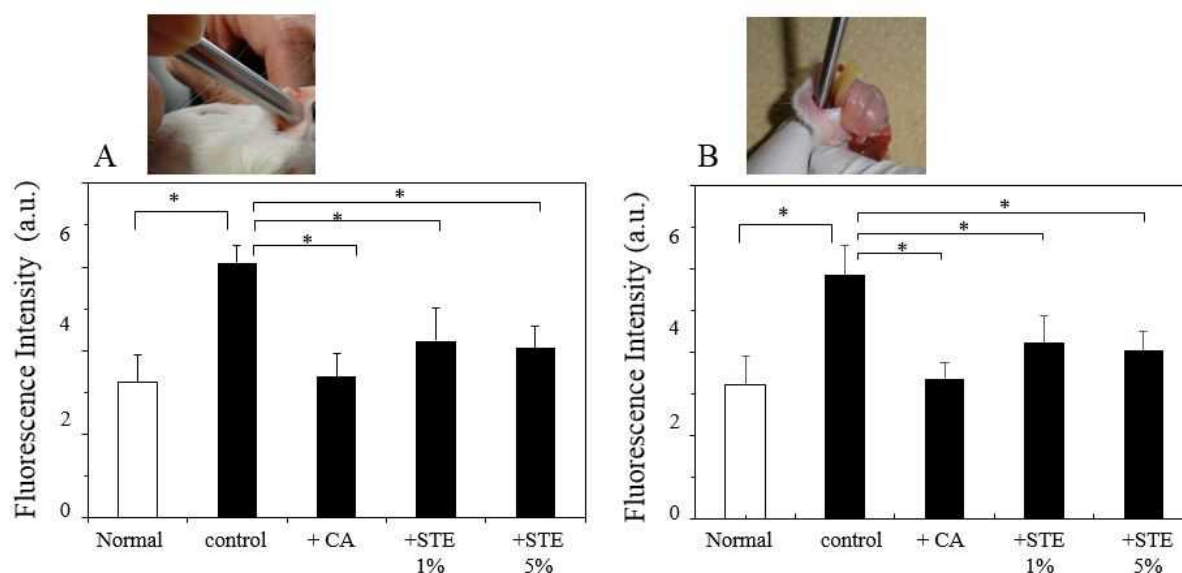 A
Fluorescence Intensity (a.u.)
6
4
2
0
*
*
*
*
Normal
control
+ CA
+STE
1%
+STE
5%
B
Fluorescence Intensity (a.u.)
6
4
2
0
*
*
*
*
Normal
control
+ CA
+STE
1%
+STE
5%